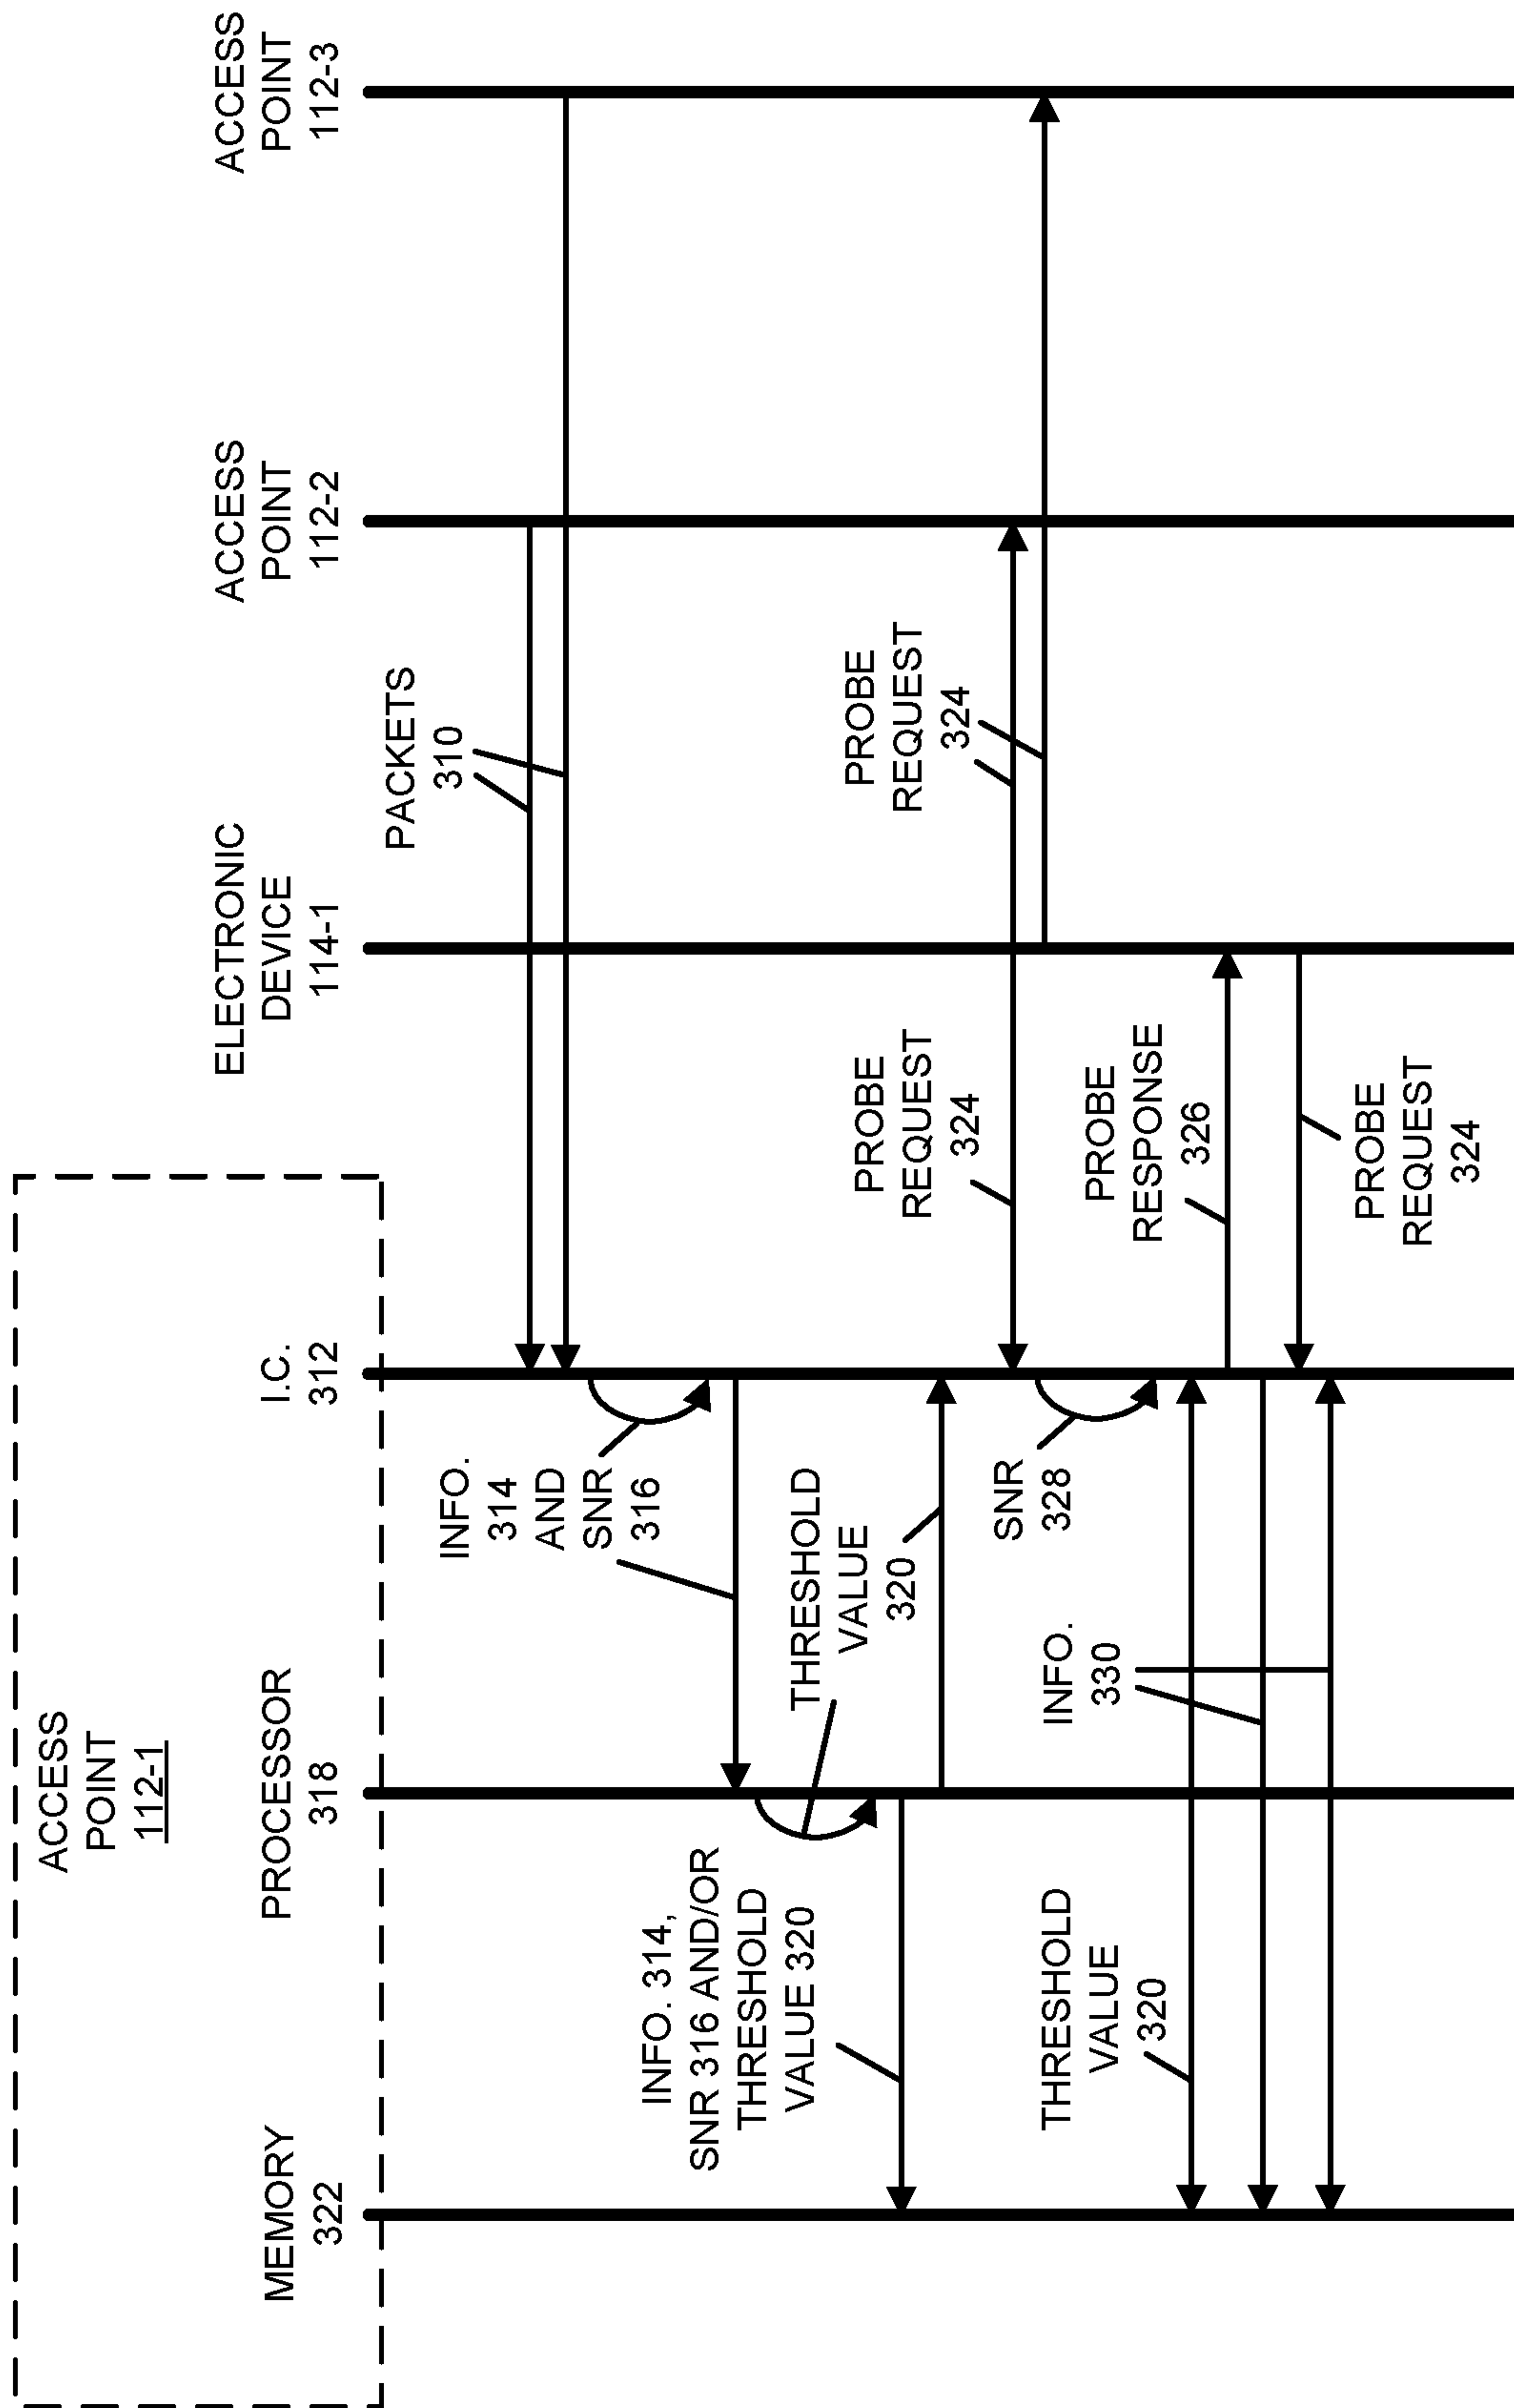 ACCESS
POINT
112-1
MEMORY
322
PROCESSOR
318
I.C.
312
ELECTRONIC
DEVICE
114-1
ACCESS
POINT
112-2
ACCESS
POINT
112-3
PACKETS
310
INFO.
314
AND
SNR
316
INFO. 314,
SNR 316 AND/OR
THRESHOLD
VALUE 320
THRESHOLD
VALUE
320
PROBE
REQUEST
324
PROBE
REQUEST
324
SNR
328
THRESHOLD
VALUE
320
INFO.
330
PROBE
RESPONSE
326
PROBE
REQUEST
324